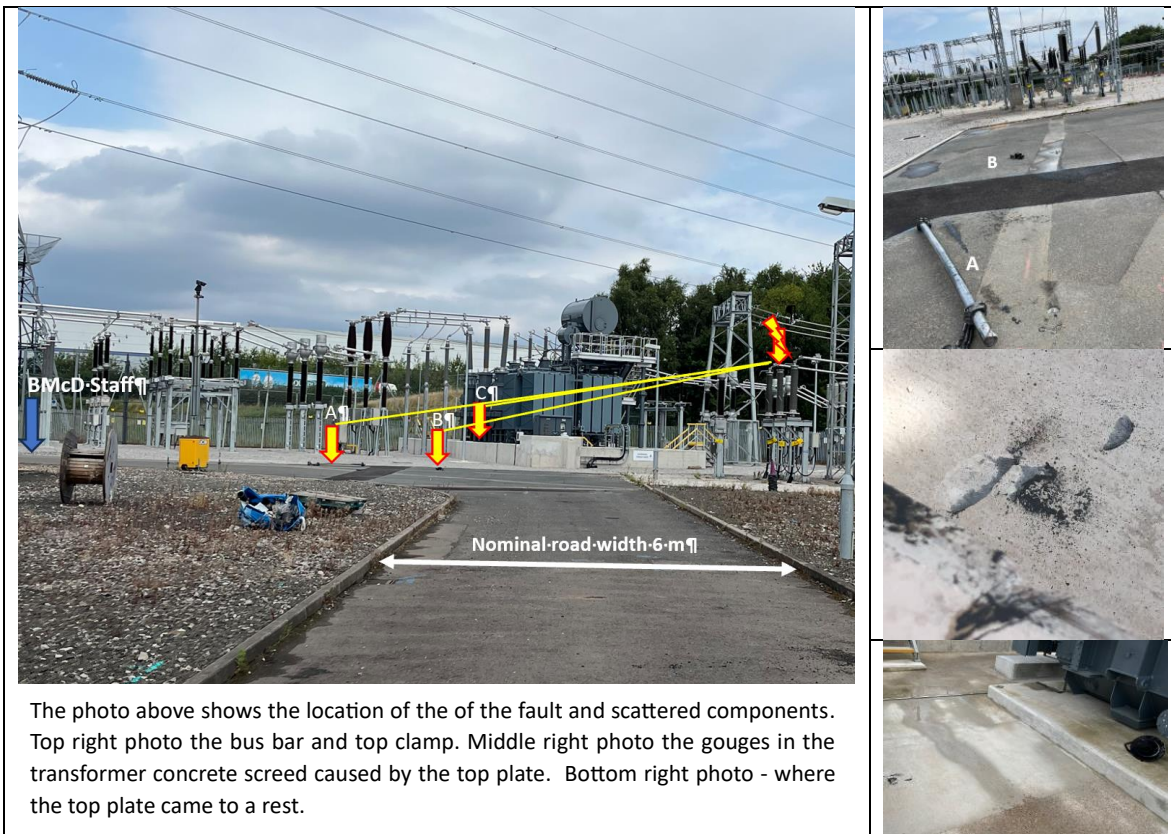 BMcD·Staff¶
A¶
B¶
C¶
Nominal·road·width·6·m¶
The photo above shows the location of the of the fault and scattered components.
Top right photo the bus bar and top clamp. Middle right photo the gouges in the
transformer concrete screed caused by the top plate. Bottom right photo - where
the top plate came to a rest.
B
A